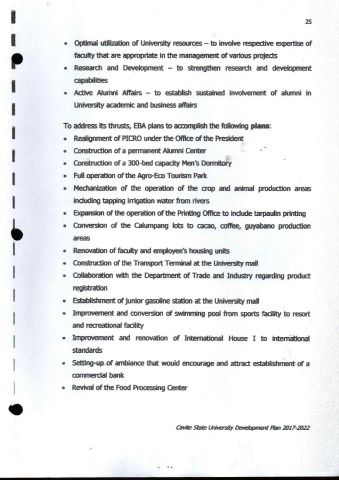 25
• Optimal utilization of University resources – to involve respective expertise of
faculty that are appropriate in the management of various projects
• Research and Development – to strengthen research and development
capabilities
• Active Alumni Affairs – to establish sustained involvement of alumni in
University academic and business affairs
To address its thrusts, EBA plans to accomplish the following plans:
• Realignment of PICRO under the Office of the President
• Construction of a permanent Alumni Center
• Construction of a 300-bed capacity Men's Dormitory
• Full operation of the Agro-Eco Tourism Park
• Mechanization of the operation of the crop and animal production areas
including tapping irrigation water from rivers
• Expansion of the operation of the Printing Office to include tarpaulin printing
• Conversion of the Calumpang lots to cacao, coffee, guyabano production
areas
• Renovation of faculty and employee's housing units
• Construction of the Transport Terminal at the University mall
• Collaboration with the Department of Trade and Industry regarding product
registration
• Establishment of junior gasoline station at the University mall
• Improvement and conversion of swimming pool from sports facility to resort
and recreational facility
• Improvement and renovation of International House I to international
standards
• Setting-up of ambiance that would encourage and attract establishment of a
commercial bank
• Revival of the Food Processing Center
Cavite State University Development Plan 2017-2022